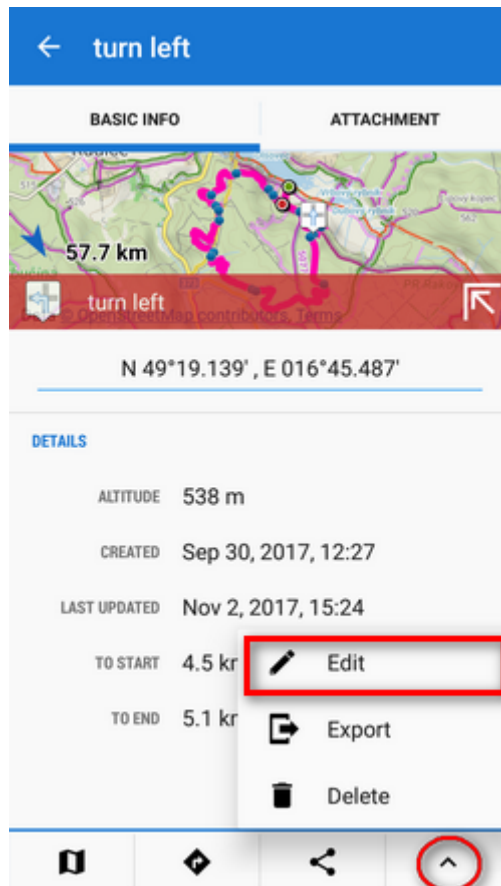 turn left
BASIC INFO
ATTACHMENT
57.7 km
turn left
© OpenStreetMap contributors, Terms
N 49°19.139' , E 016°45.487'
DETAILS
ALTITUDE 538 m
CREATED Sep 30, 2017, 12:27
LAST UPDATED Nov 2, 2017, 15:24
TO START 4.5 k
Edit
TO END 5.1 k
Export
Delete